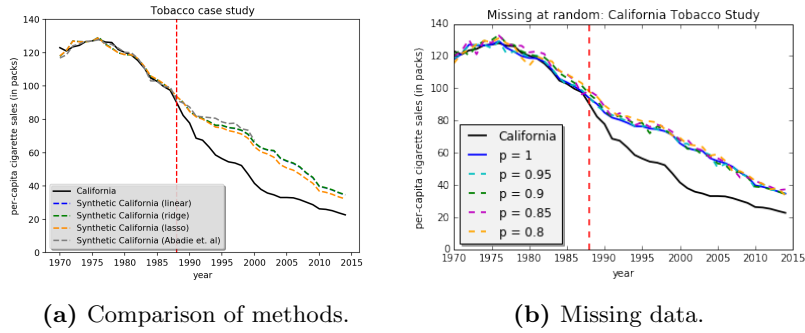 Tobacco case study
140
120
100
80
60
40
20
0
per-capita cigarette sales (in packs)
California
Synthetic California (linear)
Synthetic California (ridge)
Synthetic California (lasso)
Synthetic California (Abadie et. al)
1970 1975 1980 1985 1990 1995 2000 2005 2010 2015
year
(a) Comparison of methods.
Missing at random: California Tobacco Study
140
120
100
80
60
40
20
0
per-capita cigarette sales (in packs)
California
p = 1
p = 0.95
p = 0.9
p = 0.85
p = 0.8
1970 1975 1980 1985 1990 1995 2000 2005 2010 2015
year
(b) Missing data.